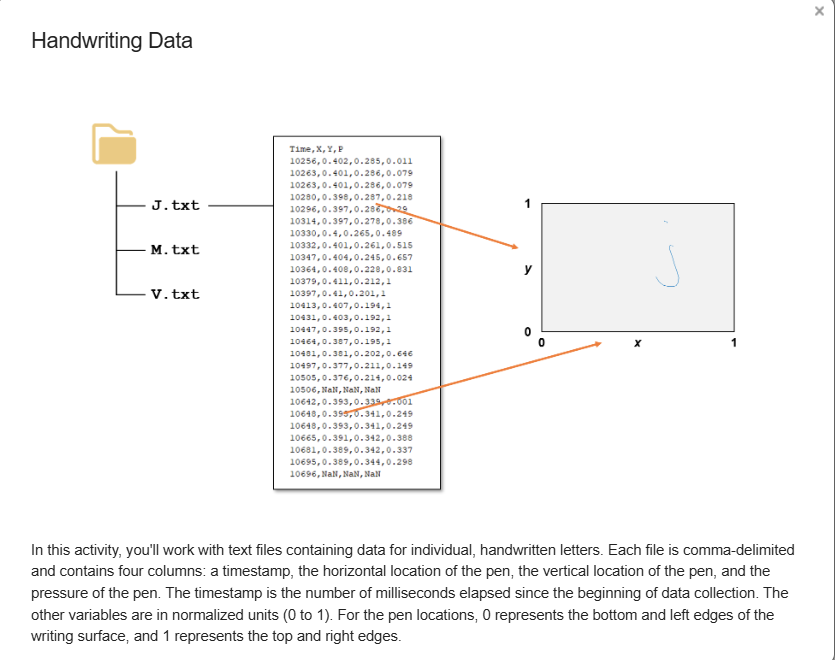 ×
Handwriting Data
J.txt
M.txt
V.txt
Time,X,Y,P
10256,0.402,0.285,0.011
10263,0.401,0.286,0.079
10263,0.401,0.286,0.079
10280,0.398,0.287,0.218
10296,0.397,0.286,0.29
10314,0.397,0.278,0.386
10330,0.4,0.265,0.489
10332,0.401,0.261,0.515
10347,0.404,0.245,0.657
10364,0.408,0.228,0.831
10379,0.411,0.212,1
10397,0.41,0.201,1
10413,0.407,0.194,1
10431,0.403,0.192,1
10447,0.395,0.192,1
10464,0.387,0.195,1
10481,0.381,0.202,0.646
10497,0.377,0.211,0.149
10505,0.376,0.214,0.024
10506,NaN,NaN,NaN
10642,0.393,0.339,0.001
10648,0.393,0.341,0.249
10648,0.393,0.341,0.249
10665,0.391,0.342,0.388
10681,0.389,0.342,0.337
10695,0.389,0.344,0.298
10696,NaN,NaN,NaN
1
y
0
0
x
1
In this activity, you'll work with text files containing data for individual, handwritten letters. Each file is comma-delimited
and contains four columns: a timestamp, the horizontal location of the pen, the vertical location of the pen, and the
pressure of the pen. The timestamp is the number of milliseconds elapsed since the beginning of data collection. The
other variables are in normalized units (0 to 1). For the pen locations, 0 represents the bottom and left edges of the
writing surface, and 1 represents the top and right edges.